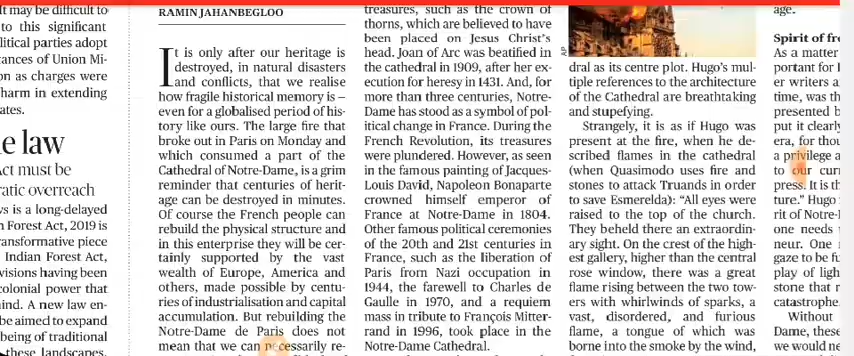 It may be difficult to
to this significant
litical parties adopt
tances of Union Mi-
on as charges were
harm in extending
ates.
e law
Act must be
ratic overreach
ws is a long-delayed
n Forest Act, 2019 is
ransformative piece
Indian Forest Act,
visions having been
colonial power that
ind. A new law en-
be aimed to expand
being of traditional
these landscapes.
RAMIN JAHANBEGLOO
It is only after our heritage is
destroyed, in natural disasters
and conflicts, that we realise
how fragile historical memory is –
even for a globalised period of his-
tory like ours. The large fire that
broke out in Paris on Monday and
which consumed a part of the
Cathedral of Notre-Dame, is a grim
reminder that centuries of herit-
age can be destroyed in minutes.
Of course the French people can
rebuild the physical structure and
in this enterprise they will be cer-
tainly supported by the vast
wealth of Europe, America and
others, made possible by centu-
ries of industrialisation and capital
accumulation. But rebuilding the
Notre-Dame de Paris does not
mean that we can necessarily re-
treasures, such as the crown of
thorns, which are believed to have
been placed on Jesus Christ's
head. Joan of Arc was beatified in
the cathedral in 1909, after her ex-
ecution for heresy in 1431. And, for
more than three centuries, Notre-
Dame has stood as a symbol of pol-
itical change in France. During the
French Revolution, its treasures
were plundered. However, as seen
in the famous painting of Jacques-
Louis David, Napoleon Bonaparte
crowned himself emperor of
France at Notre-Dame in 1804.
Other famous political ceremonies
of the 20th and 21st centuries in
France, such as the liberation of
Paris from Nazi occupation in
1944, the farewell to Charles de
Gaulle in 1970, and a requiem
mass in tribute to François Mitter-
rand in 1996, took place in the
Notre-Dame Cathedral.
AP
dral as its centre plot. Hugo's mul-
tiple references to the architecture
of the Cathedral are breathtaking
and stupefying.
Strangely, it is as if Hugo was
present at the fire, when he de-
scribed flames in the cathedral
(when Quasimodo uses fire and
stones to attack Truands in order
to save Esmerelda): "All eyes were
raised to the top of the church.
They beheld there an extraordin-
ary sight. On the crest of the high-
est gallery, higher than the central
rose window, there was a great
flame rising between the two tow-
ers with whirlwinds of sparks, a
vast, disordered, and furious
flame, a tongue of which was
borne into the smoke by the wind,
age.
Spirit of fr
As a matter
portant for
er writers a
time, was th
presented b
put it clearly
era, for thou
a privilege a
to our curr
press. It is th
ture." Hugo
rit of Notre-
one needs
neur. One
gaze to be fu
play of ligh
stone that r
catastrophe.
Without
Dame, these
we would ne